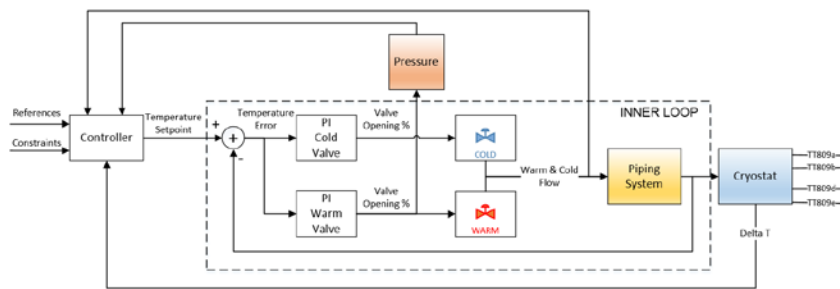 Pressure
INNER LOOP
References
Constraints
Controller
Temperature
Setpoint
+
−
Temperature
Error
PI
Cold
Valve
Valve
Opening %
COLD
PI
Warm
Valve
Valve
Opening %
WARM
Warm & Cold
Flow
Piping
System
Cryostat
TT809a
TT809b
TT809d
TT809e
Delta T